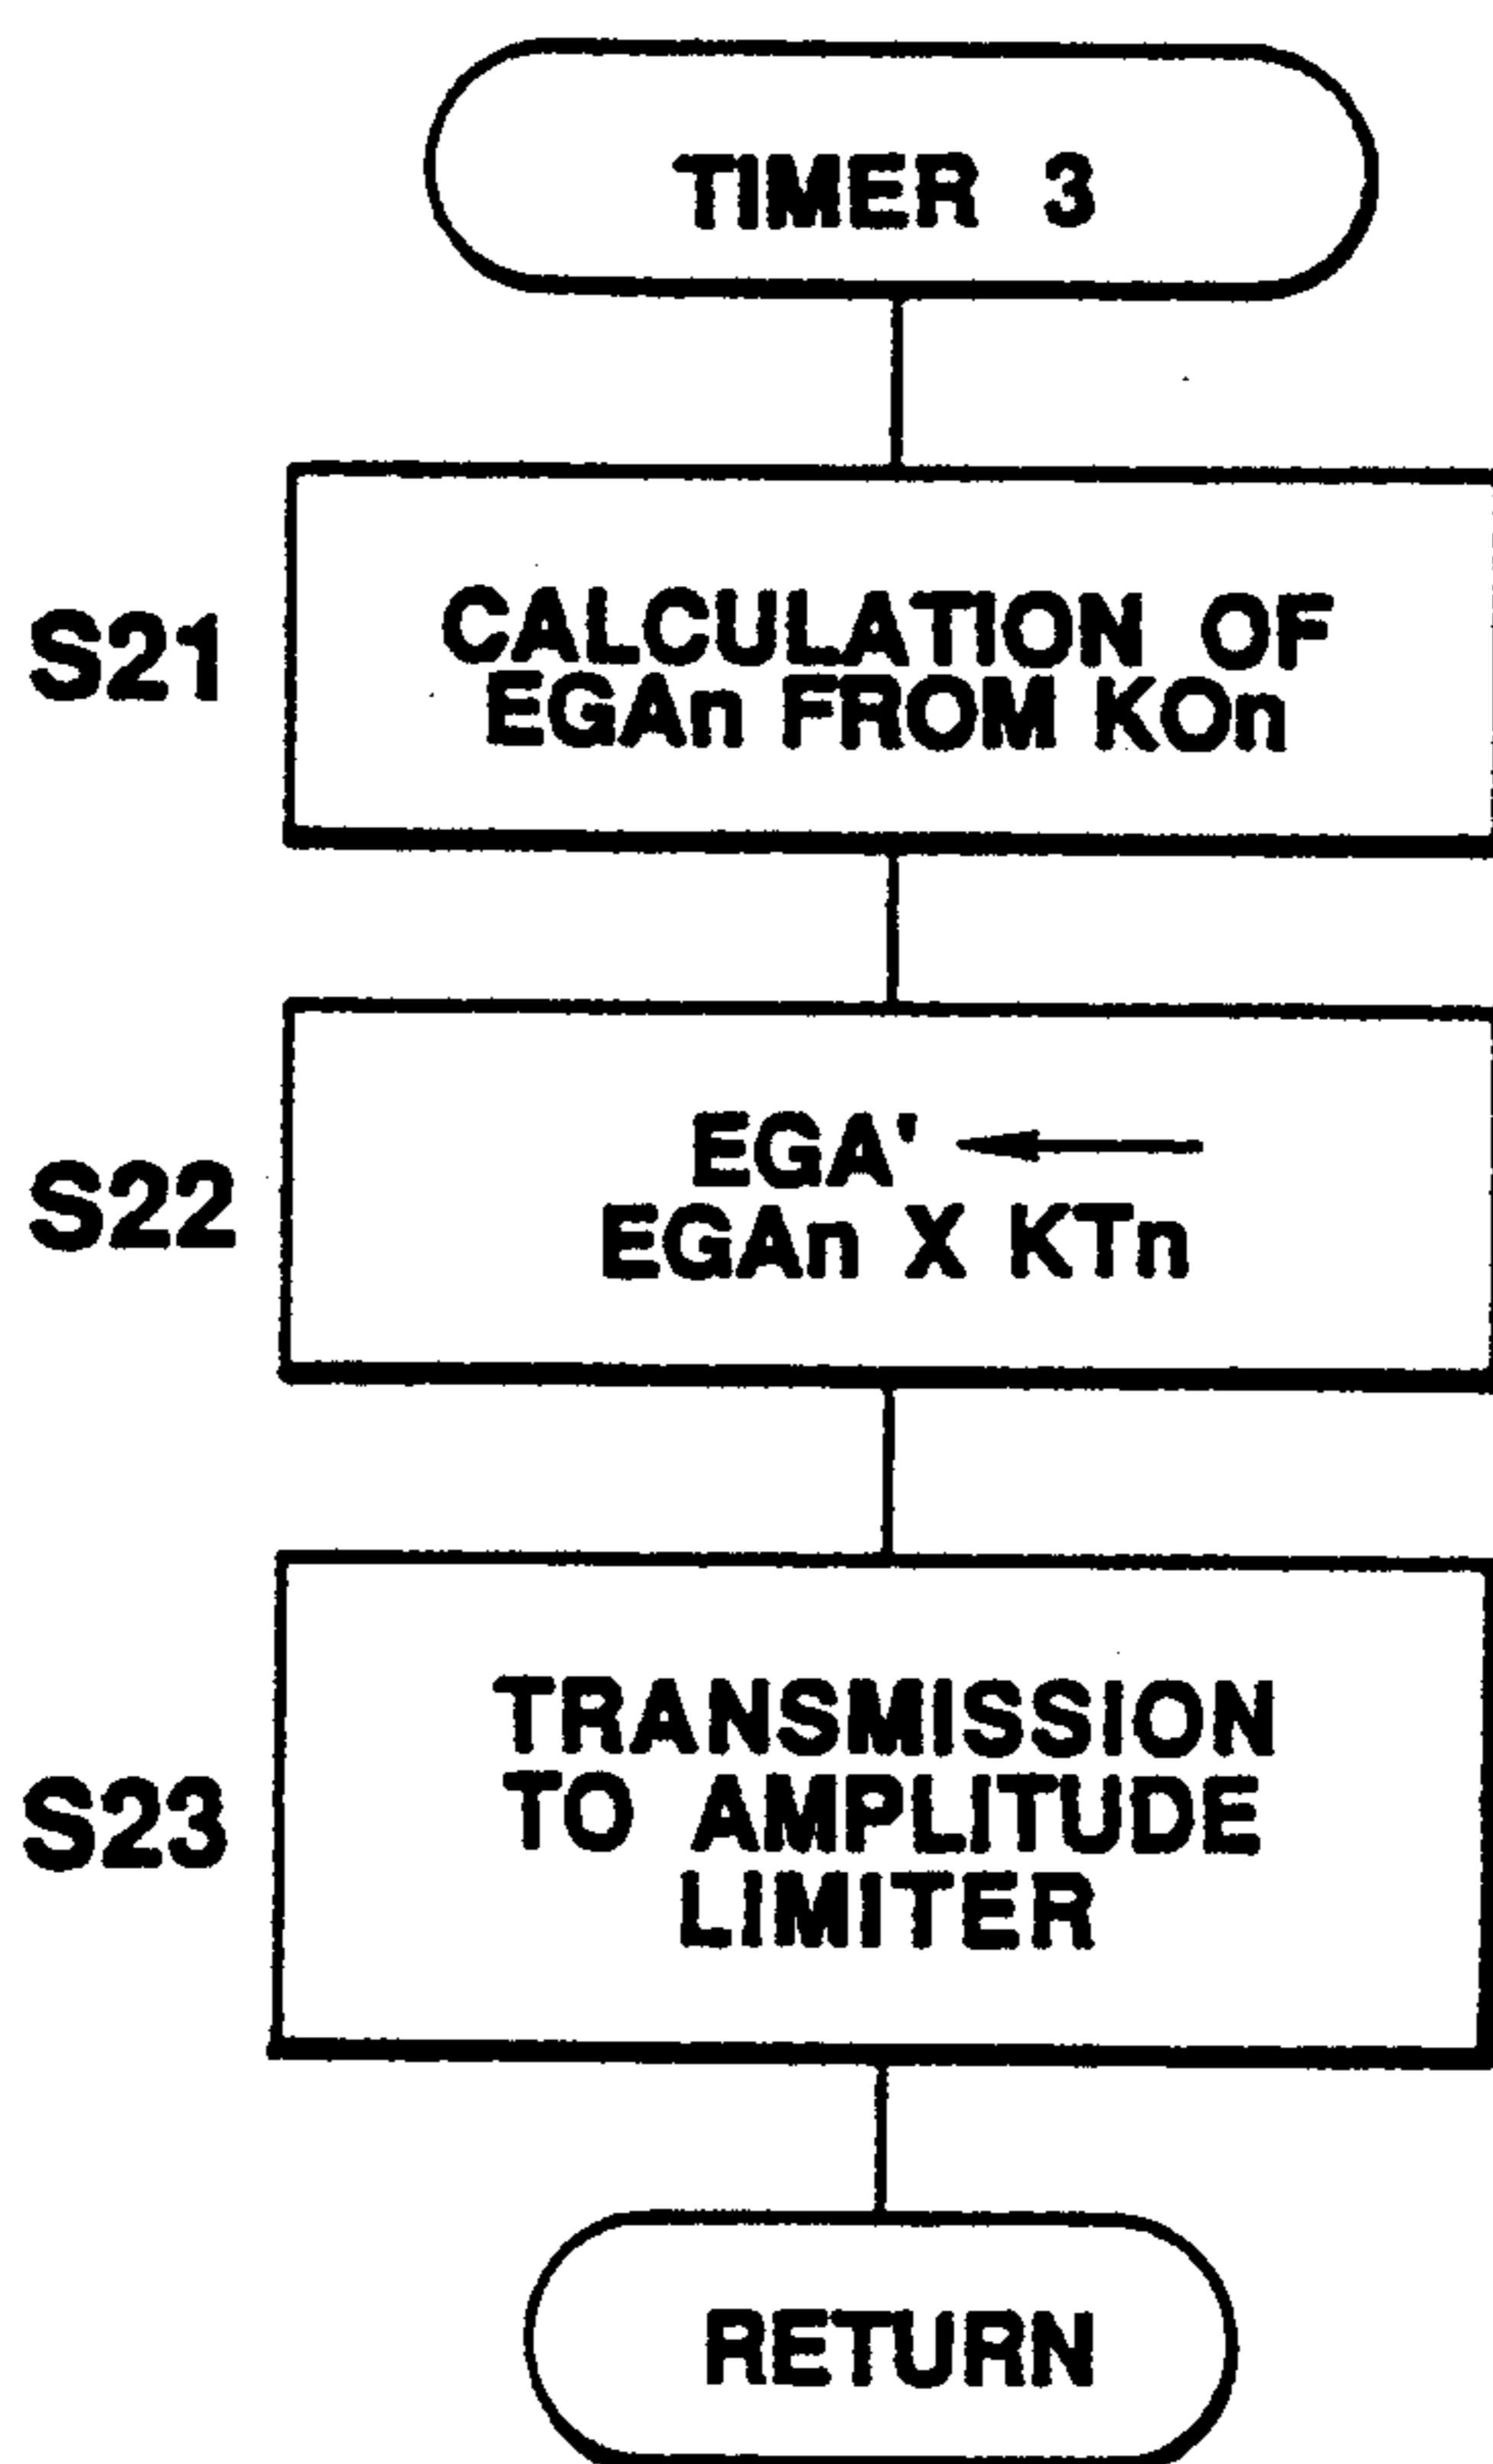 TIMER 3
S21
CALCULATION OF
EGAn FROM KOn
S22
EGA' ←
EGAn X KTn
S23
TRANSMISSION
TO AMPLITUDE
LIMITER
RETURN